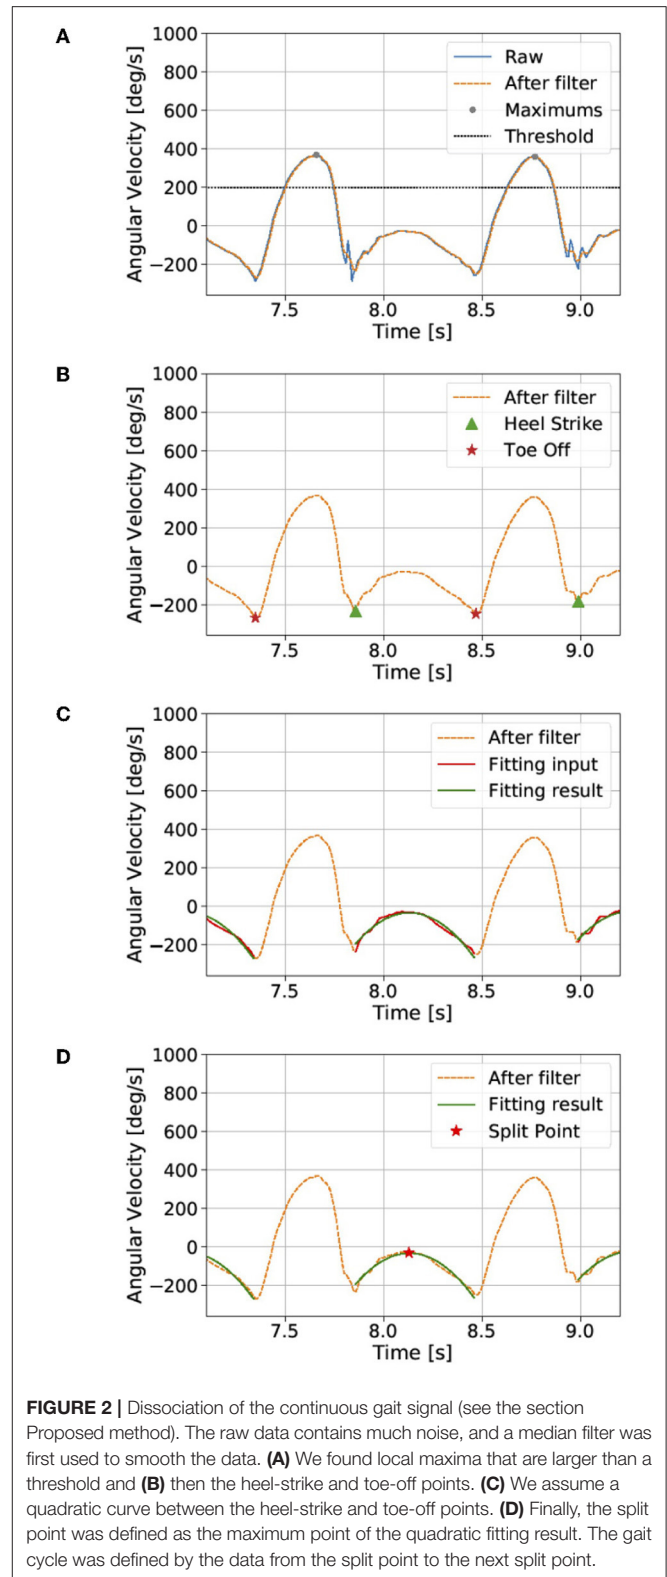 A
1000
800
600
400
200
0
−200
Angular Velocity [deg/s]
Raw
After filter
Maximums
Threshold
7.5 8.0 8.5 9.0
Time [s]
B
1000
800
600
400
200
0
−200
Angular Velocity [deg/s]
After filter
Heel Strike
Toe Off
7.5 8.0 8.5 9.0
Time [s]
C
1000
800
600
400
200
0
−200
Angular Velocity [deg/s]
After filter
Fitting input
Fitting result
7.5 8.0 8.5 9.0
Time [s]
D
1000
800
600
400
200
0
−200
Angular Velocity [deg/s]
After filter
Fitting result
Split Point
7.5 8.0 8.5 9.0
Time [s]
FIGURE 2 | Dissociation of the continuous gait signal (see the section
Proposed method). The raw data contains much noise, and a median filter was
first used to smooth the data. (A) We found local maxima that are larger than a
threshold and (B) then the heel-strike and toe-off points. (C) We assume a
quadratic curve between the heel-strike and toe-off points. (D) Finally, the split
point was defined as the maximum point of the quadratic fitting result. The gait
cycle was defined by the data from the split point to the next split point.